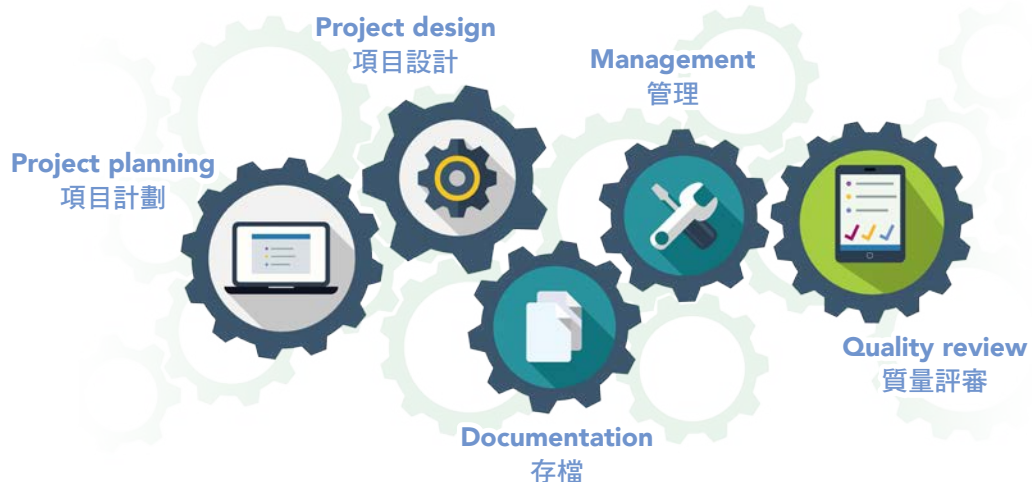 Project planning
項目計劃
Project design
項目設計
Documentation
存檔
Management
管理
Quality review
質量評審